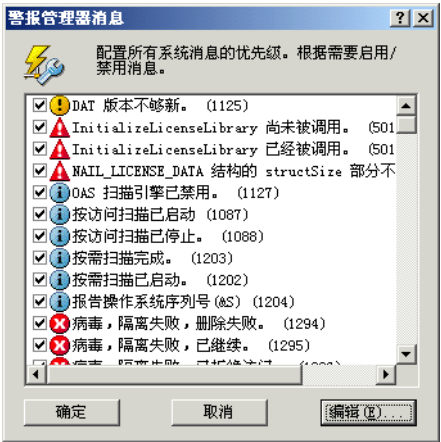 警报管理器消息
配置所有系统消息的优先级。根据需要启用/
禁用消息。
DAT 版本不够新。 (1125)
InitializeLicenseLibrary 尚未被调用。 (501
InitializeLicenseLibrary 已经被调用。 (501
NAIL_LICENSE_DATA 结构的 structSize 部分不
OAS 扫描引擎已禁用。 (1127)
按访问扫描已启动 (1087)
按访问扫描已停止。 (1088)
按需扫描完成。 (1203)
按需扫描已启动。 (1202)
报告操作系统序列号(&S) (1204)
病毒，隔离失败，删除失败。 (1294)
病毒，隔离失败，已继续。 (1295)
确定 取消 编辑(E)...